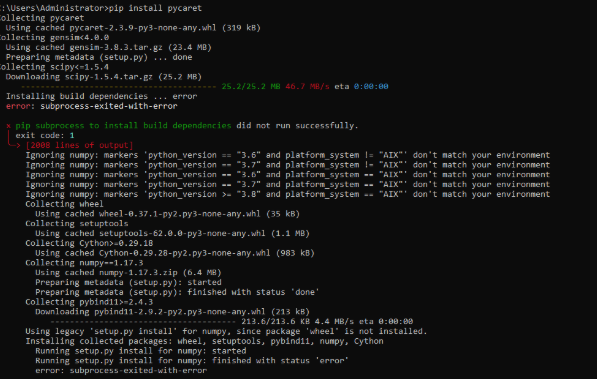 C:\Users\Administrator>pip install pycaret
Collecting pycaret
Using cached pycaret-2.3.9-py3-none-any.whl (319 kB)
Collecting gensim<4.0.0
Using cached gensim-3.8.3.tar.gz (23.4 MB)
Preparing metadata (setup.py) ... done
Collecting scipy<=1.5.4
Downloading scipy-1.5.4.tar.gz (25.2 MB)
---------------------------------------- 25.2/25.2 MB 46.7 MB/s eta 0:00:00
Installing build dependencies ... error
error: subprocess-exited-with-error
× pip subprocess to install build dependencies did not run successfully.
│ exit code: 1
╰─> [2008 lines of output]
Ignoring numpy: markers 'python_version == "3.6" and platform_system != "AIX"' don't match your environment
Ignoring numpy: markers 'python_version == "3.7" and platform_system != "AIX"' don't match your environment
Ignoring numpy: markers 'python_version == "3.6" and platform_system == "AIX"' don't match your environment
Ignoring numpy: markers 'python_version == "3.7" and platform_system == "AIX"' don't match your environment
Ignoring numpy: markers 'python_version >= "3.8" and platform_system == "AIX"' don't match your environment
Collecting wheel
Using cached wheel-0.37.1-py2.py3-none-any.whl (35 kB)
Collecting setuptools
Using cached setuptools-62.0.0-py3-none-any.whl (1.1 MB)
Collecting Cython>=0.29.18
Using cached Cython-0.29.28-py2.py3-none-any.whl (983 kB)
Collecting numpy==1.17.3
Using cached numpy-1.17.3.zip (6.4 MB)
Preparing metadata (setup.py): started
Preparing metadata (setup.py): finished with status 'done'
Collecting pybind11>=2.4.3
Downloading pybind11-2.9.2-py2.py3-none-any.whl (213 kB)
-------------------------------------- 213.6/213.6 KB 4.4 MB/s eta 0:00:00
Using legacy 'setup.py install' for numpy, since package 'wheel' is not installed.
Installing collected packages: wheel, setuptools, pybind11, numpy, Cython
Running setup.py install for numpy: started
Running setup.py install for numpy: finished with status 'error'
error: subprocess-exited-with-error